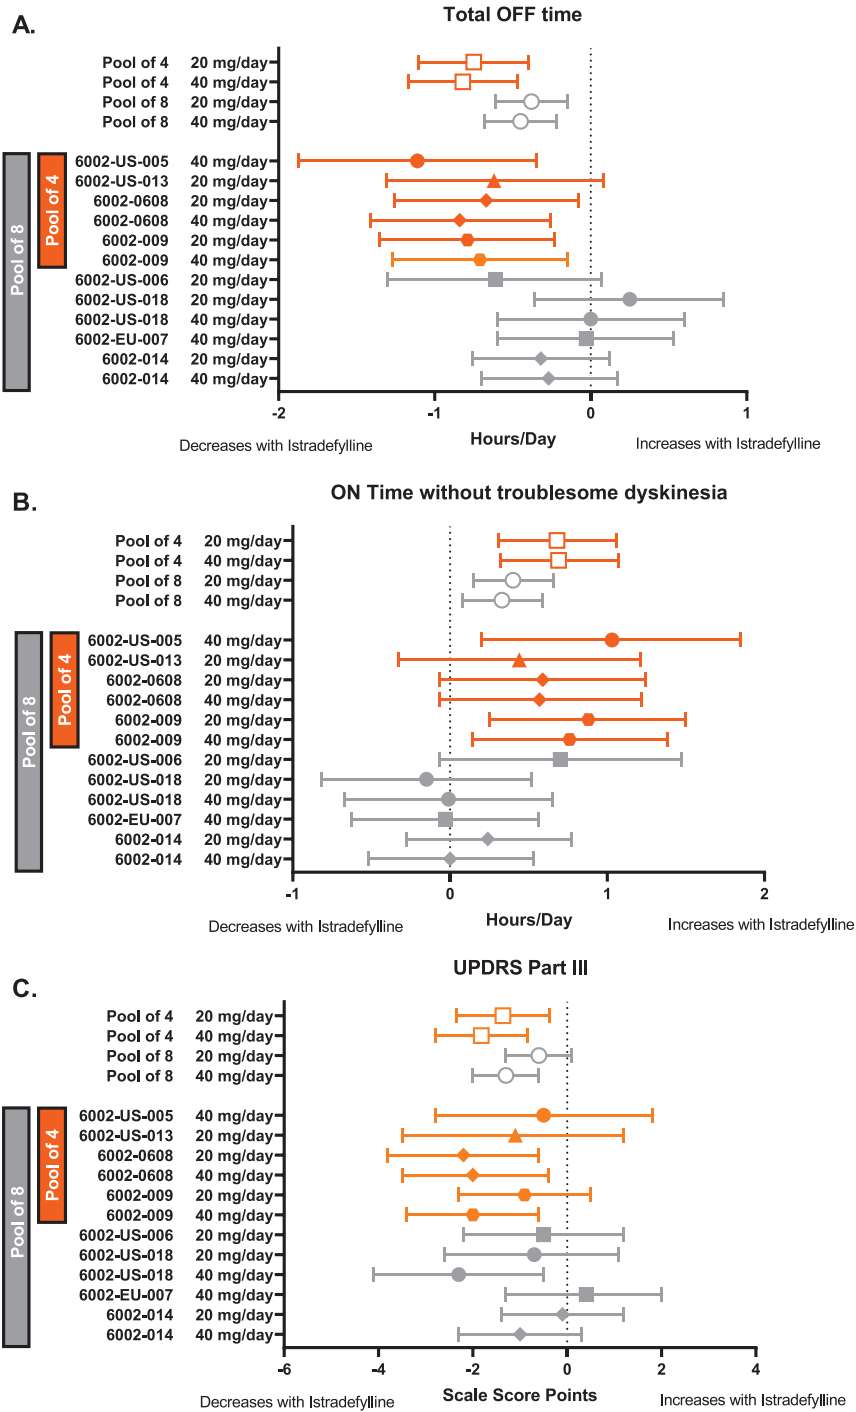 A.
Total OFF time
Pool of 4 20 mg/day
Pool of 4 40 mg/day
Pool of 8 20 mg/day
Pool of 8 40 mg/day
Pool of 8
Pool of 4
6002-US-005 40 mg/day
6002-US-013 20 mg/day
6002-0608 20 mg/day
6002-0608 40 mg/day
6002-009 20 mg/day
6002-009 40 mg/day
6002-US-006 20 mg/day
6002-US-018 20 mg/day
6002-US-018 40 mg/day
6002-EU-007 40 mg/day
6002-014 20 mg/day
6002-014 40 mg/day
-2 -1 0 1
Decreases with Istradefylline Hours/Day Increases with Istradefylline
B.
ON Time without troublesome dyskinesia
Pool of 4 20 mg/day
Pool of 4 40 mg/day
Pool of 8 20 mg/day
Pool of 8 40 mg/day
Pool of 8
Pool of 4
6002-US-005 40 mg/day
6002-US-013 20 mg/day
6002-0608 20 mg/day
6002-0608 40 mg/day
6002-009 20 mg/day
6002-009 40 mg/day
6002-US-006 20 mg/day
6002-US-018 20 mg/day
6002-US-018 40 mg/day
6002-EU-007 40 mg/day
6002-014 20 mg/day
6002-014 40 mg/day
-1 0 1 2
Decreases with Istradefylline Hours/Day Increases with Istradefylline
C.
UPDRS Part III
Pool of 4 20 mg/day
Pool of 4 40 mg/day
Pool of 8 20 mg/day
Pool of 8 40 mg/day
Pool of 8
Pool of 4
6002-US-005 40 mg/day
6002-US-013 20 mg/day
6002-0608 20 mg/day
6002-0608 40 mg/day
6002-009 20 mg/day
6002-009 40 mg/day
6002-US-006 20 mg/day
6002-US-018 20 mg/day
6002-US-018 40 mg/day
6002-EU-007 40 mg/day
6002-014 20 mg/day
6002-014 40 mg/day
-6 -4 -2 0 2 4
Decreases with Istradefylline Scale Score Points Increases with Istradefylline